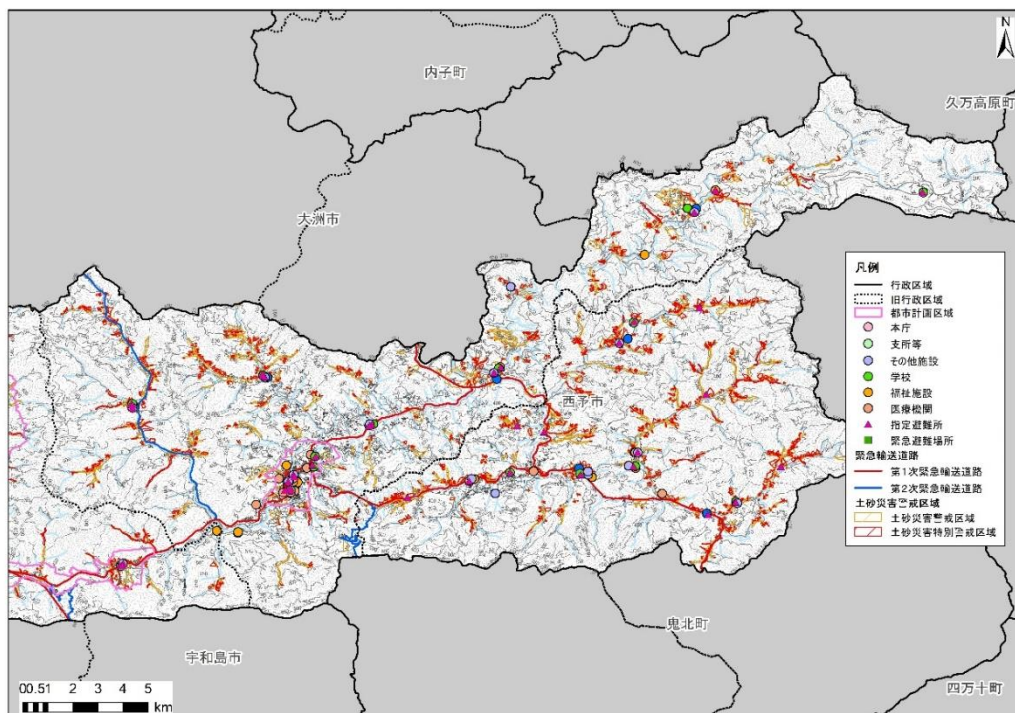 N
内子町
久万高原町
大洲市
西予市
鬼北町
宇和島市
四万十町
凡例
行政区域
旧行政区域
都市計画区域
本庁
支所等
その他施設
学校
福祉施設
医療機関
指定避難所
緊急避難場所
緊急輸送道路
第1次緊急輸送道路
第2次緊急輸送道路
土砂災害警戒区域
土砂災害警戒区域
土砂災害特別警戒区域
00.51 2 3 4 5
km